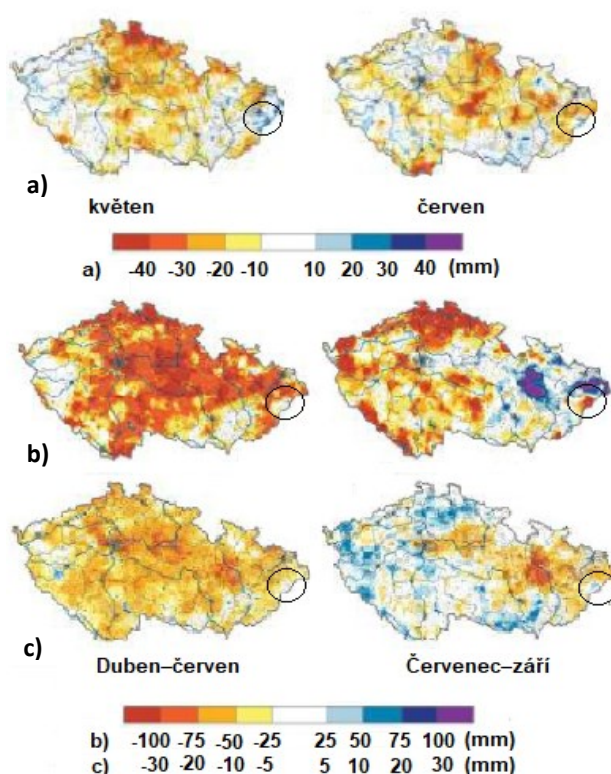 a)
květen červen
a) -40 -30 -20 -10 10 20 30 40 (mm)
b)
c)
Duben–červen Červenec–září
b) -100 -75 -50 -25 25 50 75 100 (mm)
c) -30 -20 -10 -5 5 10 20 30 (mm)